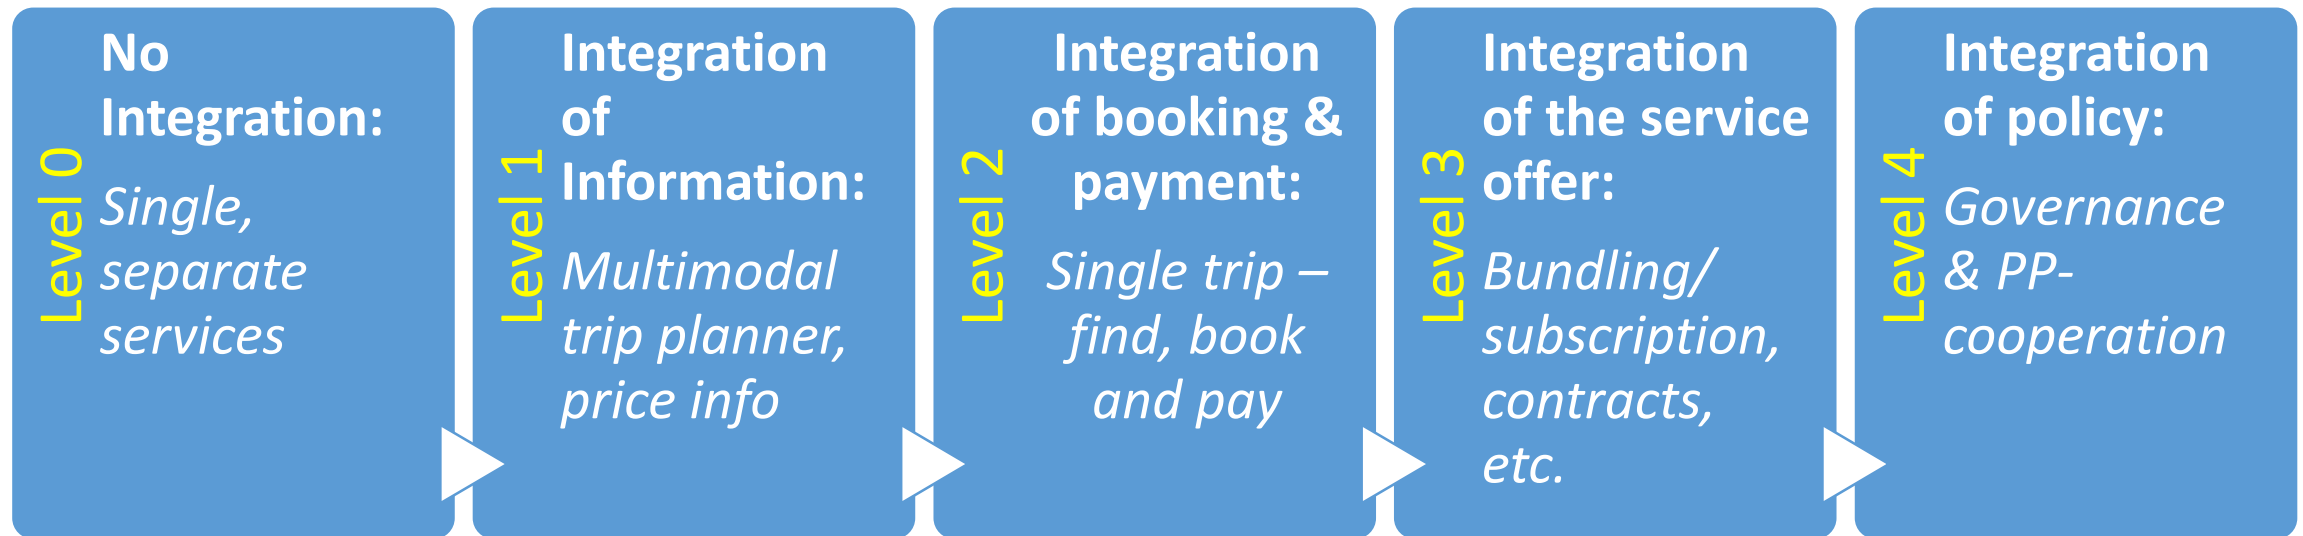 Level 0
No
Integration:
Single,
separate
services
Level 1
Integration
of
Information:
Multimodal
trip planner,
price info
Level 2
Integration
of booking &
payment:
Single trip –
find, book
and pay
Level 3
Integration
of the service
offer:
Bundling/
subscription,
contracts,
etc.
Level 4
Integration
of policy:
Governance
& PP-
cooperation